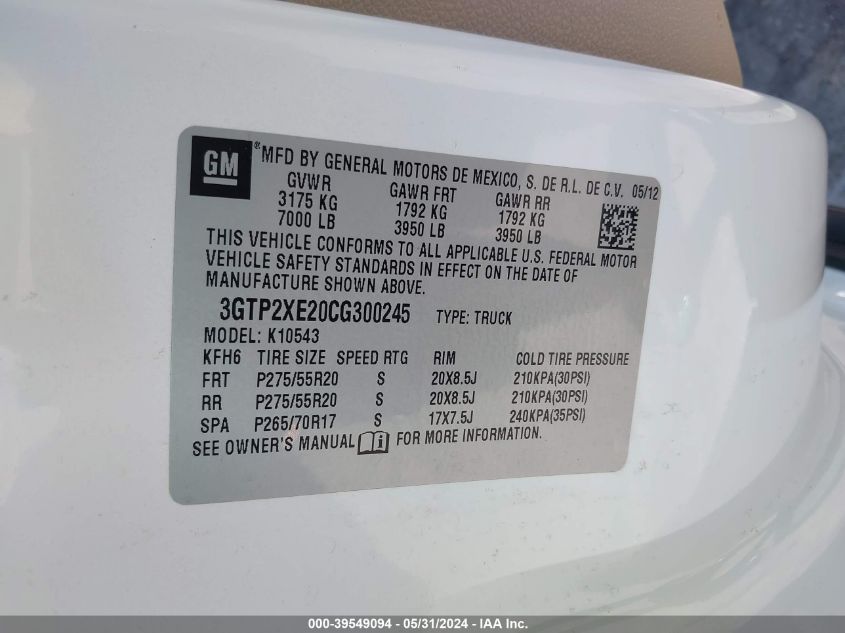 GM
® MFD BY GENERAL MOTORS DE MEXICO, S. DE R.L. DE C.V. 05/12
GVWR GAWR FRT GAWR RR
3175 KG 1792 KG 1792 KG
7000 LB 3950 LB 3950 LB
THIS VEHICLE CONFORMS TO ALL APPLICABLE U.S. FEDERAL MOTOR
VEHICLE SAFETY STANDARDS IN EFFECT ON THE DATE OF
MANUFACTURE SHOWN ABOVE.
3GTP2XE20CG300245 TYPE: TRUCK
MODEL: K10543
KFH6 TIRE SIZE SPEED RTG RIM COLD TIRE PRESSURE
FRT P275/55R20 S 20X8.5J 210KPA(30PSI)
RR P275/55R20 S 20X8.5J 210KPA(30PSI)
SPA P265/70R17 S 17X7.5J 240KPA(35PSI)
SEE OWNER'S MANUAL i FOR MORE INFORMATION.
000-39549094 - 05/31/2024 - IAA Inc.